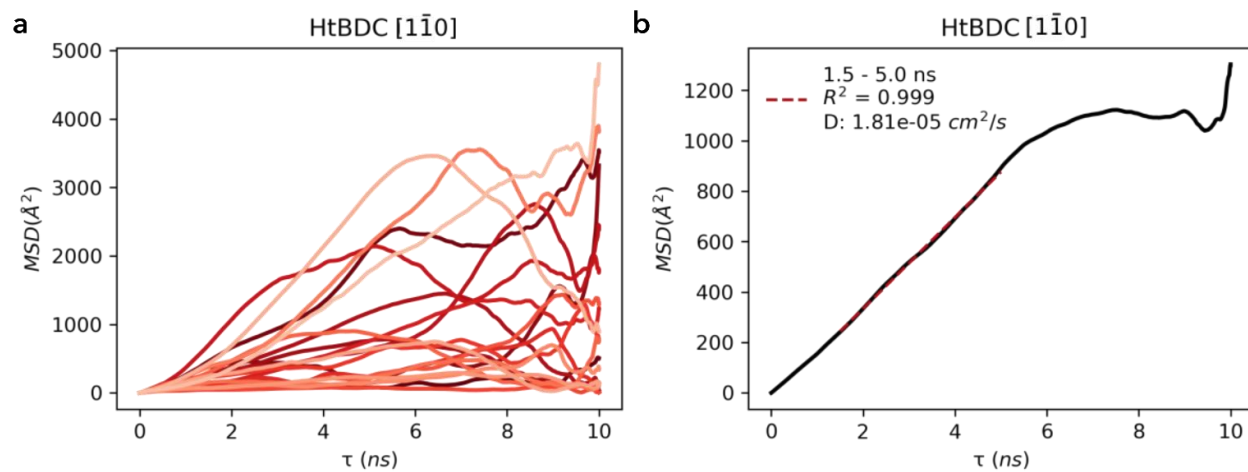 a
HtBDC [11̄0]
5000
4000
3000
2000
1000
0
MSD(Å²)
0 2 4 6 8 10
τ (ns)
b
HtBDC [11̄0]
1.5 - 5.0 ns
R² = 0.999
D: 1.81e-05 cm²/s
1200
1000
800
600
400
200
0
MSD(Å²)
0 2 4 6 8 10
τ (ns)